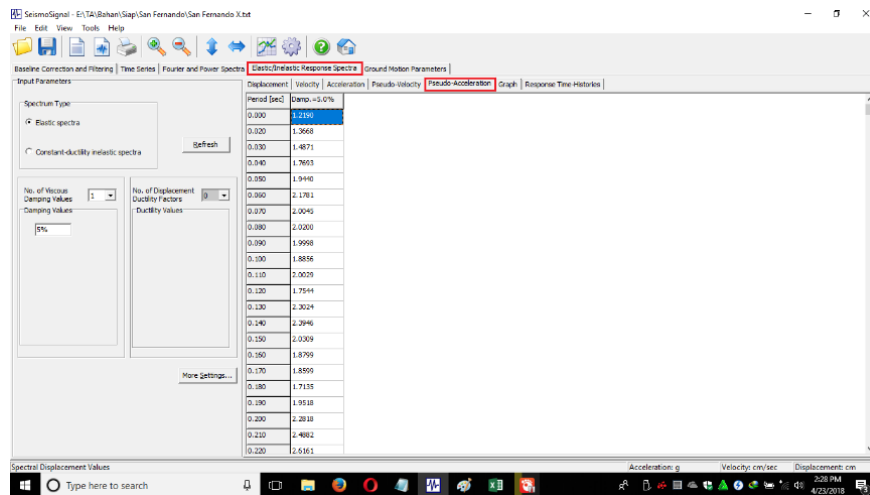 SeismoSignal - E:\TA\Bahan\Siap\San Fernando\San Fernando X.txt
File Edit View Tools Help
Baseline Correction and Filtering Time Series Fourier and Power Spectra Elastic/Inelastic Response Spectra Ground Motion Parameters
Input Parameters
Displacement Velocity Acceleration Pseudo-Velocity Pseudo-Acceleration Graph Response Time-Histories
Spectrum Type
Elastic spectra
Constant-ductility inelastic spectra
Refresh
No. of Viscous Damping Values 1
No. of Displacement Ductility Factors 0
Damping Values
Ductility Values
5%
More Settings...
Period [sec] Damp.=5.0%
0.000 1.2190
0.020 1.3668
0.030 1.4871
0.040 1.7693
0.050 1.9440
0.060 2.1781
0.070 2.0045
0.080 2.0200
0.090 1.9998
0.100 1.8856
0.110 2.0029
0.120 1.7544
0.130 2.3024
0.140 2.3946
0.150 2.0309
0.160 1.8799
0.170 1.8599
0.180 1.7135
0.190 1.9518
0.200 2.2818
0.210 2.4882
0.220 2.6161
Spectral Displacement Values
Acceleration: g Velocity: cm/sec Displacement: cm
Type here to search
2:28 PM
4/23/2018